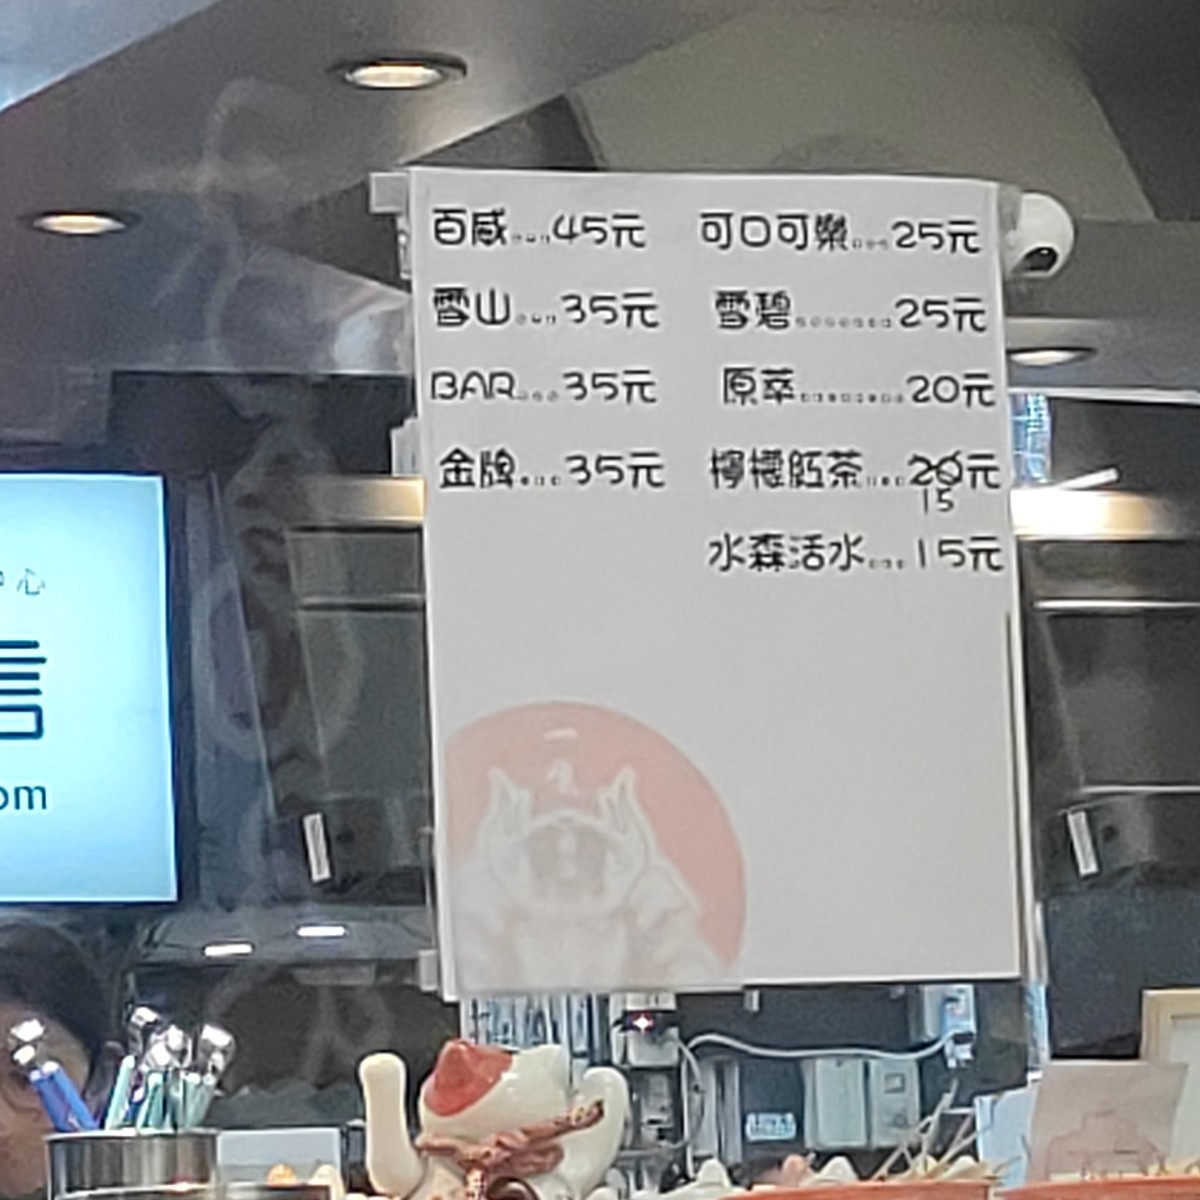 百威...45元
雪山...35元
BAR...35元
金牌...35元
可口可樂...25元
雪碧.......25元
原萃........20元
檸檬紅茶...20元
15
水森活水...15元
心
om